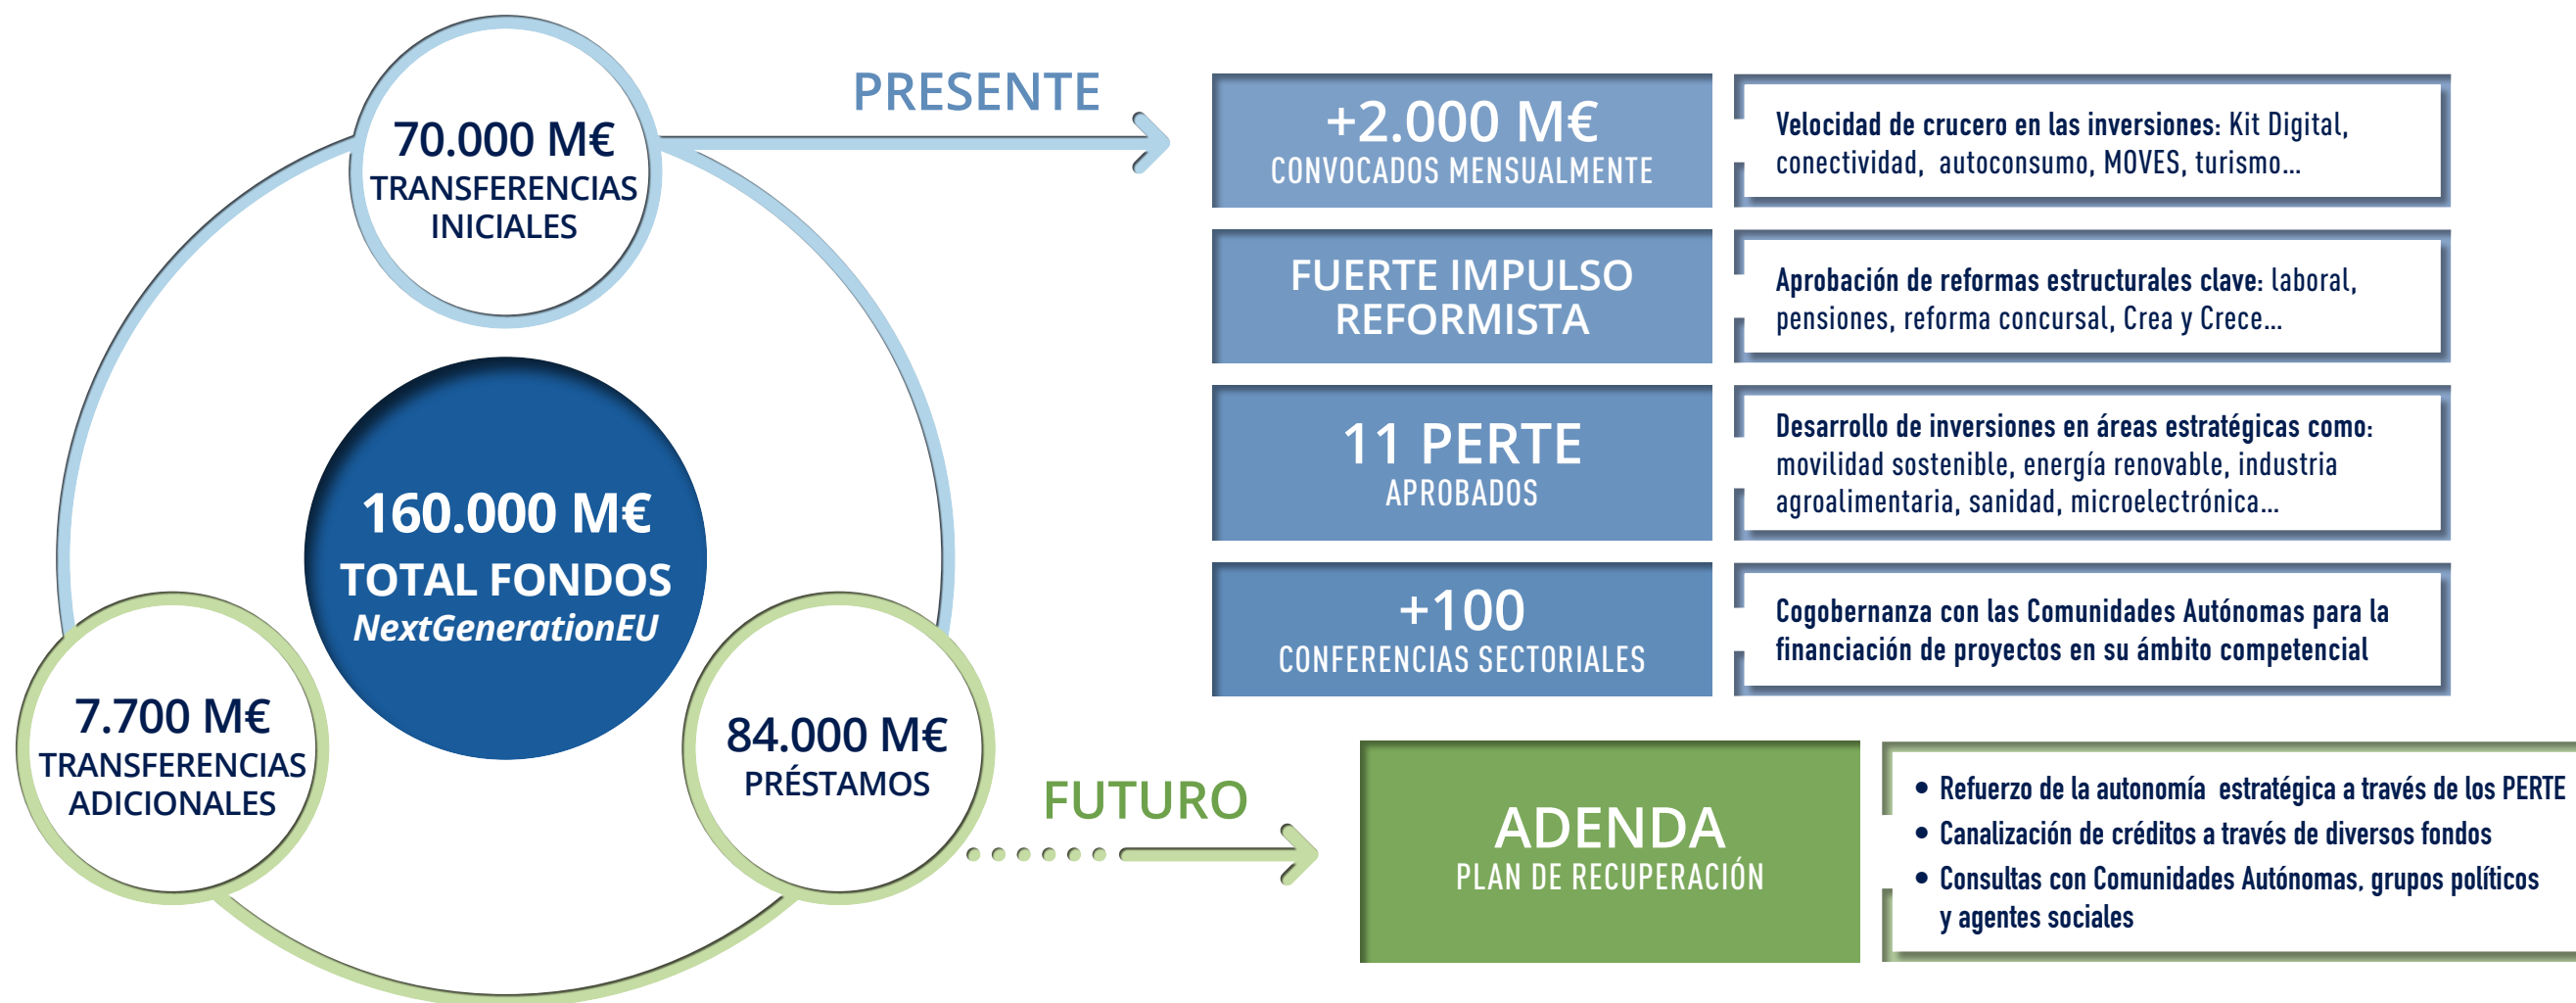 70.000 M€
TRANSFERENCIAS
INICIALES
160.000 M€
TOTAL FONDOS
NextGenerationEU
7.700 M€
TRANSFERENCIAS
ADICIONALES
84.000 M€
PRÉSTAMOS
PRESENTE
+2.000 M€
CONVOCADOS MENSUALMENTE
Velocidad de crucero en las inversiones: Kit Digital,
conectividad, autoconsumo, MOVES, turismo...
FUERTE IMPULSO
REFORMISTA
Aprobación de reformas estructurales clave: laboral,
pensiones, reforma concursal, Crea y Crece...
11 PERTE
APROBADOS
Desarrollo de inversiones en áreas estratégicas como:
movilidad sostenible, energía renovable, industria
agroalimentaria, sanidad, microelectrónica...
+100
CONFERENCIAS SECTORIALES
Cogobernanza con las Comunidades Autónomas para la
financiación de proyectos en su ámbito competencial
FUTURO
ADENDA
PLAN DE RECUPERACIÓN
• Refuerzo de la autonomía estratégica a través de los PERTE
• Canalización de créditos a través de diversos fondos
• Consultas con Comunidades Autónomas, grupos políticos
y agentes sociales